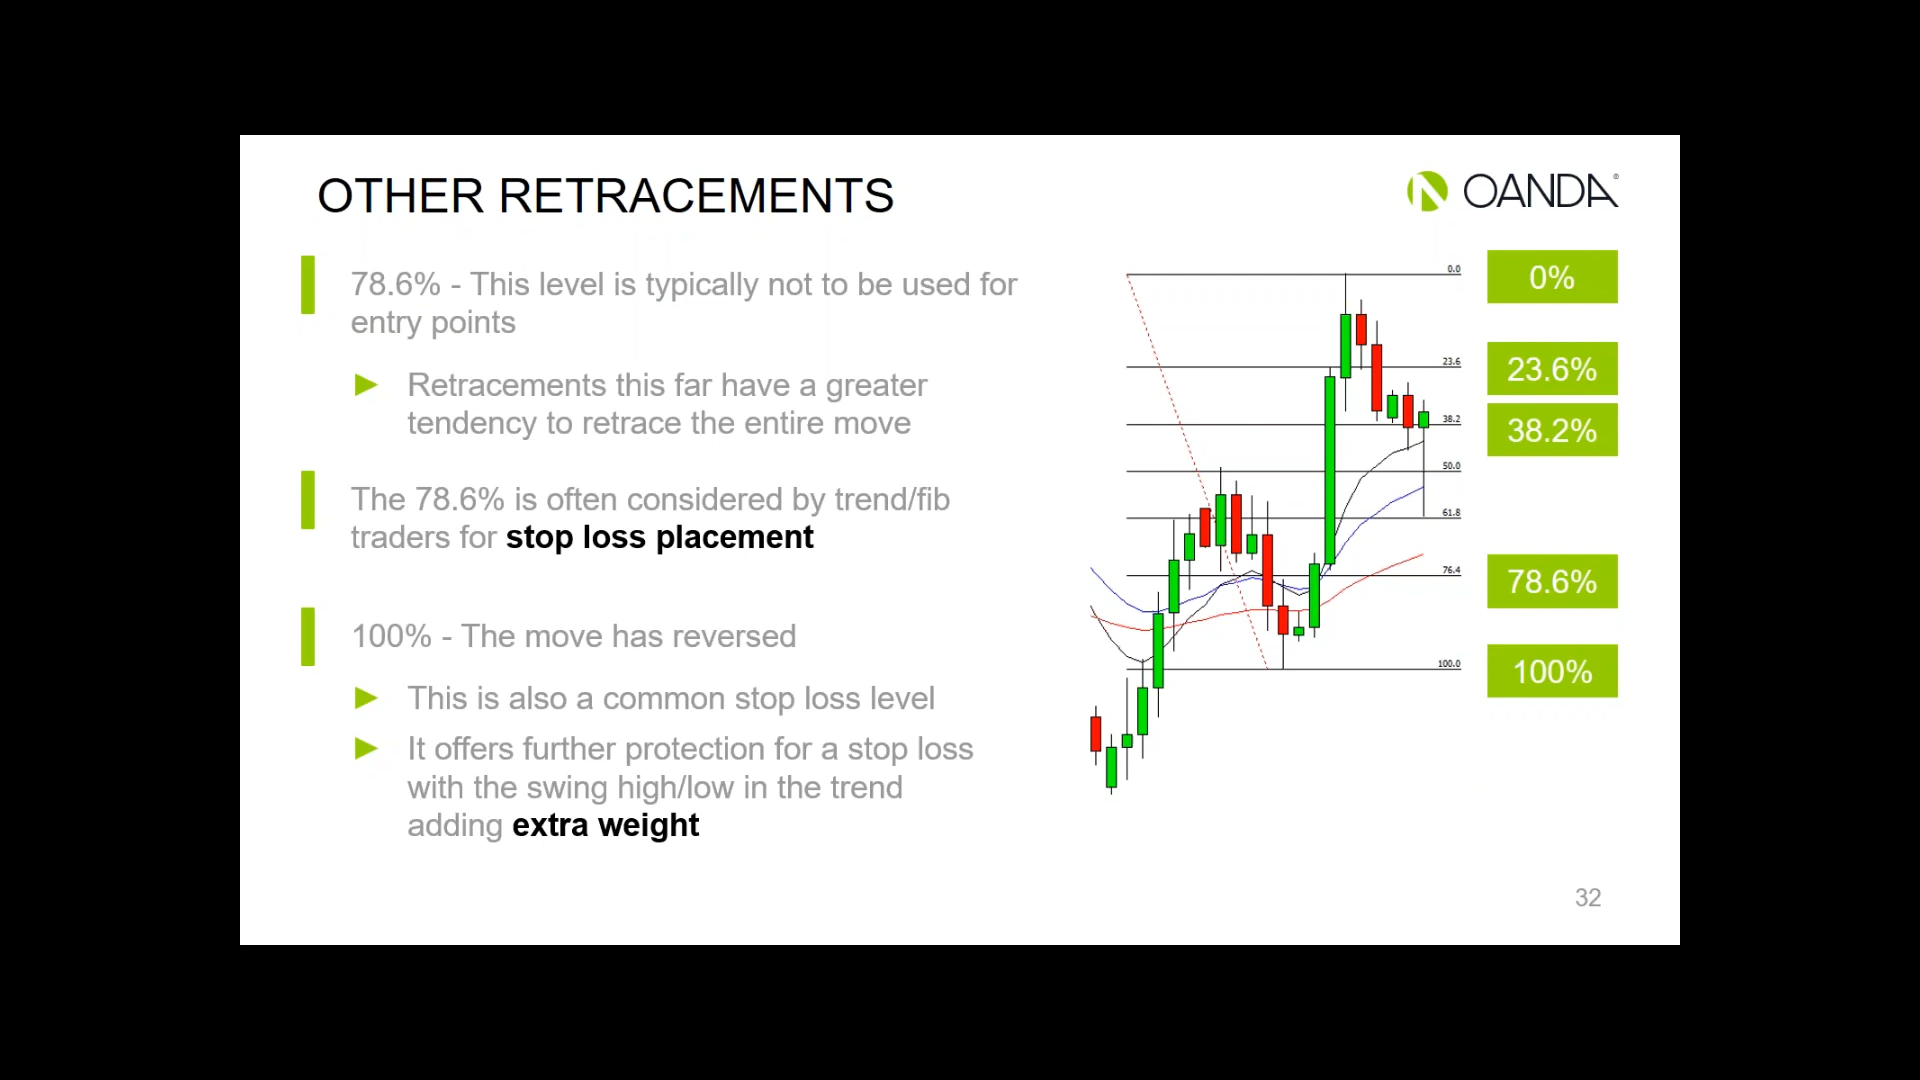 OTHER RETRACEMENTS
OANDA®
78.6% - This level is typically not to be used for
entry points
► Retracements this far have a greater
tendency to retrace the entire move
The 78.6% is often considered by trend/fib
traders for stop loss placement
100% - The move has reversed
► This is also a common stop loss level
► It offers further protection for a stop loss
with the swing high/low in the trend
adding extra weight
0.0
23.6
38.2
50.0
61.8
76.4
100.0
0%
23.6%
38.2%
78.6%
100%
32